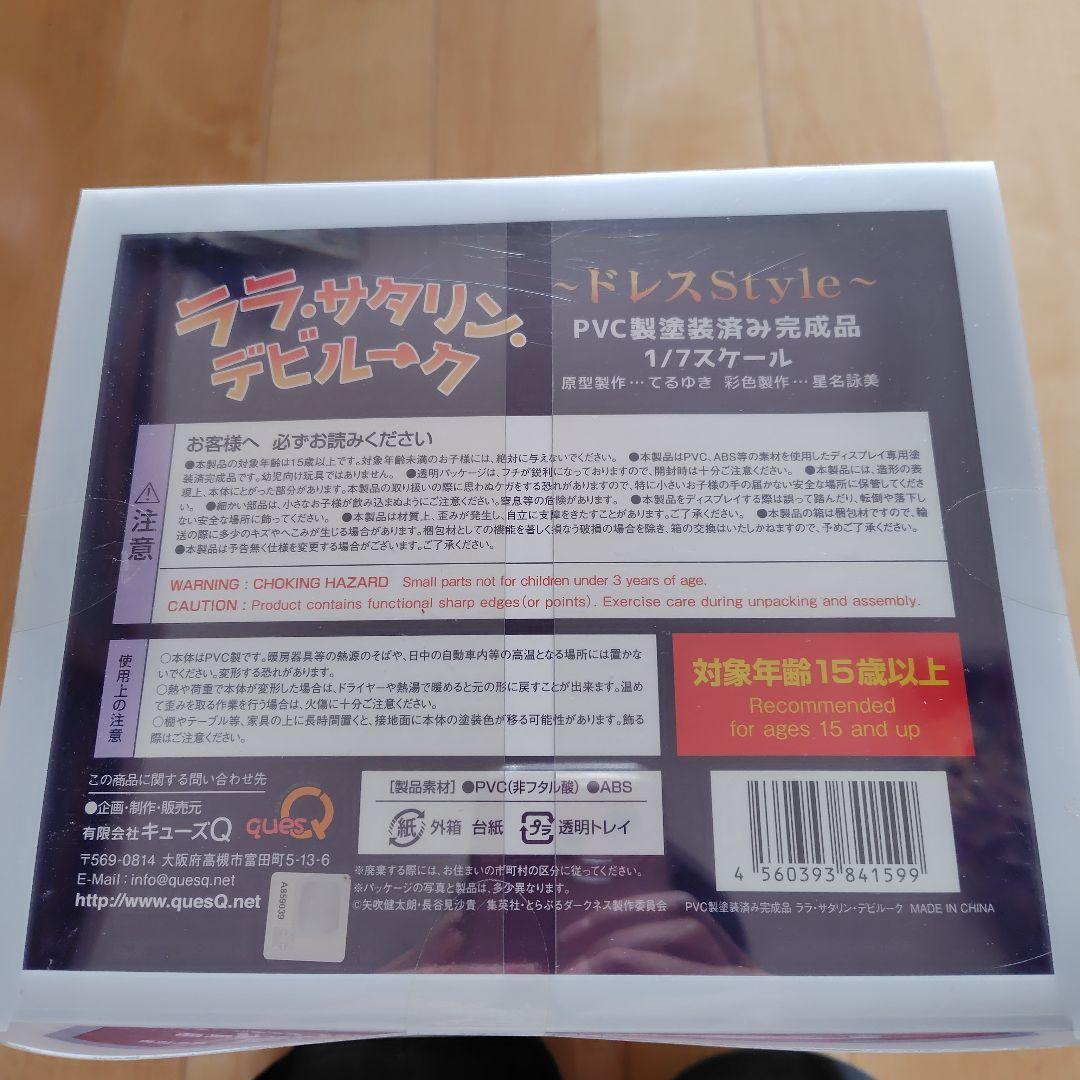 ララ・サタリン・
デビルーク
～ドレスStyle～
PVC製塗装済み完成品
1/7スケール
原型製作…てるゆき 彩色製作…星名詠美
⚠注意
お客様へ 必ずお読みください
●本製品の対象年齢は15歳以上です。対象年齢未満のお子様には、絶対に与えないでください。 ●本製品はPVC、ABS等の素材を使用したディスプレイ専用塗
装済完成品です。幼児向け玩具ではありません。 ●透明パッケージは、フチが鋭利になっておりますので、開封時は十分ご注意ください。 ●本製品には、造形の表
現上、本体にとがった部分があります。本製品の取り扱いの際に思わぬケガをする恐れがありますので、特に小さいお子様の手の届かない安全な場所に保管してくださ
い。 ●細かい部品は、小さなお子様が飲み込まぬようにご注意ください。窒息等の危険があります。 ●本製品をディスプレイする際は誤って踏んだり、転倒や落下し
ない安全な場所に飾ってください。 ●本製品は材質上、歪みが発生し、自立に支障をきたすことがあります。ご了承ください。 ●本製品の箱は梱包材ですので、輸
送の際に多少のキズやへこみが生じる場合があります。梱包材としての機能を著しく損なう破損の場合を除き、箱の交換はいたしかねますので、予めご了承ください。
●本製品は予告無く仕様を変更する場合がございます。ご了承ください。
WARNING : CHOKING HAZARD Small parts not for children under 3 years of age.
CAUTION : Product contains functional sharp edges(or points). Exercise care during unpacking and assembly.
使用上の注意
○本体はPVC製です。暖房器具等の熱源のそばや、日中の自動車内等の高温となる場所には置かな
いでください。変形する恐れがあります。
○熱や荷重で本体が変形した場合は、ドライヤーや熱湯で暖めると元の形に戻すことが出来ます。温め
て歪みを取る作業を行う場合は、火傷に十分ご注意ください。
○棚やテーブル等、家具の上に長時間置くと、接地面に本体の塗装色が移る可能性があります。飾る
際はご注意ください。
対象年齢15歳以上
Recommended
for ages 15 and up
この商品に関する問い合わせ先
●企画・制作・販売元
有限会社キューズQ
quesQ
〒569-0814 大阪府高槻市富田町5-13-6
E-Mail : info@quesq.net
http://www.quesQ.net
A859039
[製品素材] ●PVC(非フタル酸) ●ABS
紙 外箱 台紙 プラ 透明トレイ
※廃棄する際には、お住まいの市町村の区分に従ってください。
※パッケージの写真と製品は、多少異なります。
©矢吹健太朗・長谷見沙貴／集英社・とらぶるダークネス製作委員会
4 560393 841599
PVC製塗装済み完成品 ララ・サタリン・デビルーク MADE IN CHINA